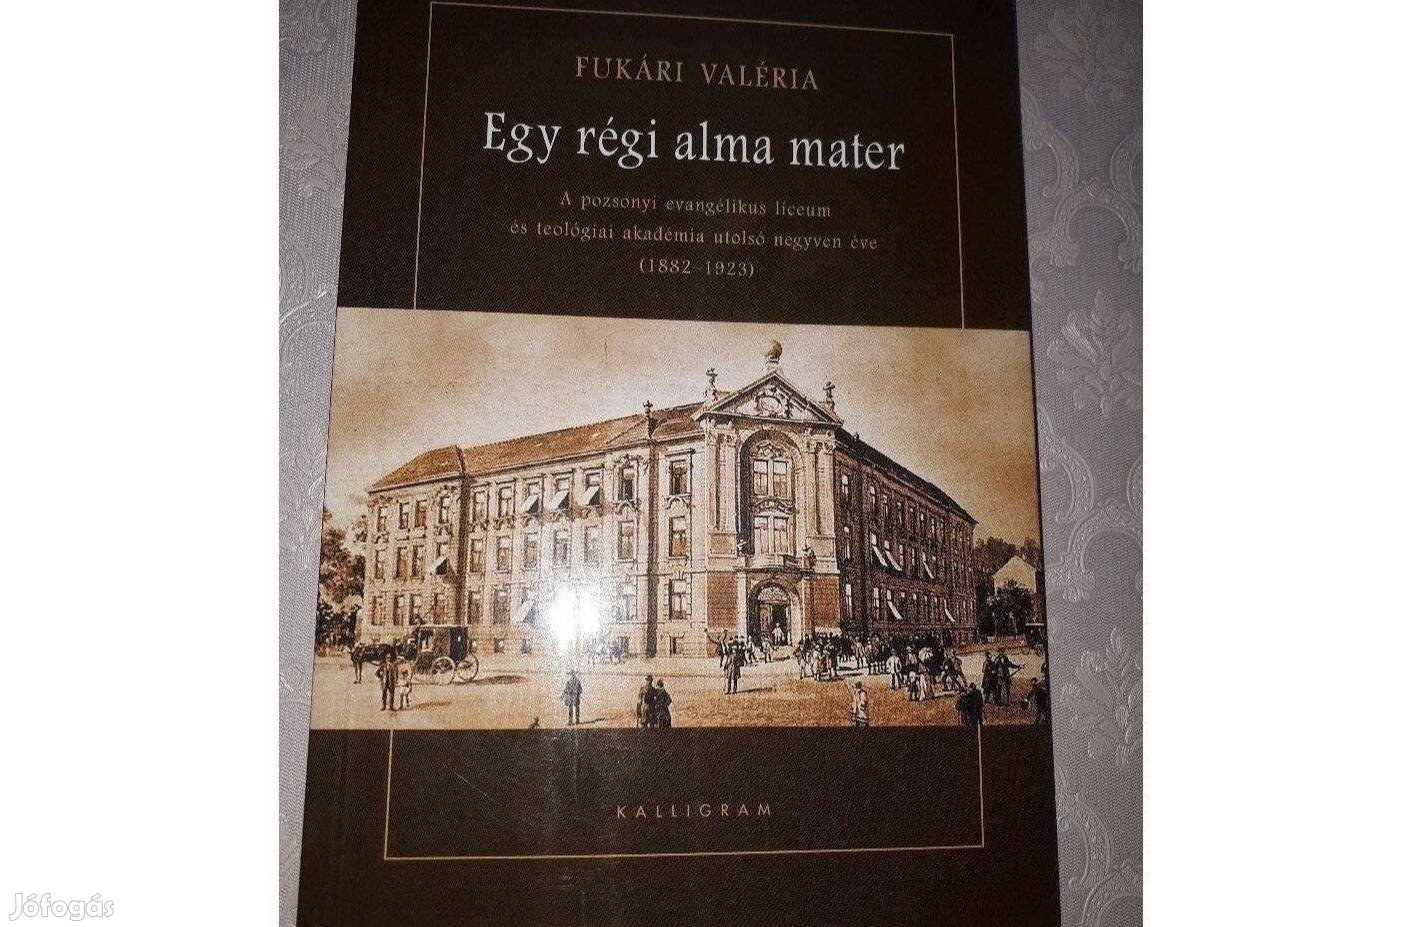 FUKÁRI VALÉRIA
Egy régi alma mater
A pozsonyi evangélikus líceum
és teológiai akadémia utolsó negyven éve
(1882–1923)
KALLIGRAM
Jófogás